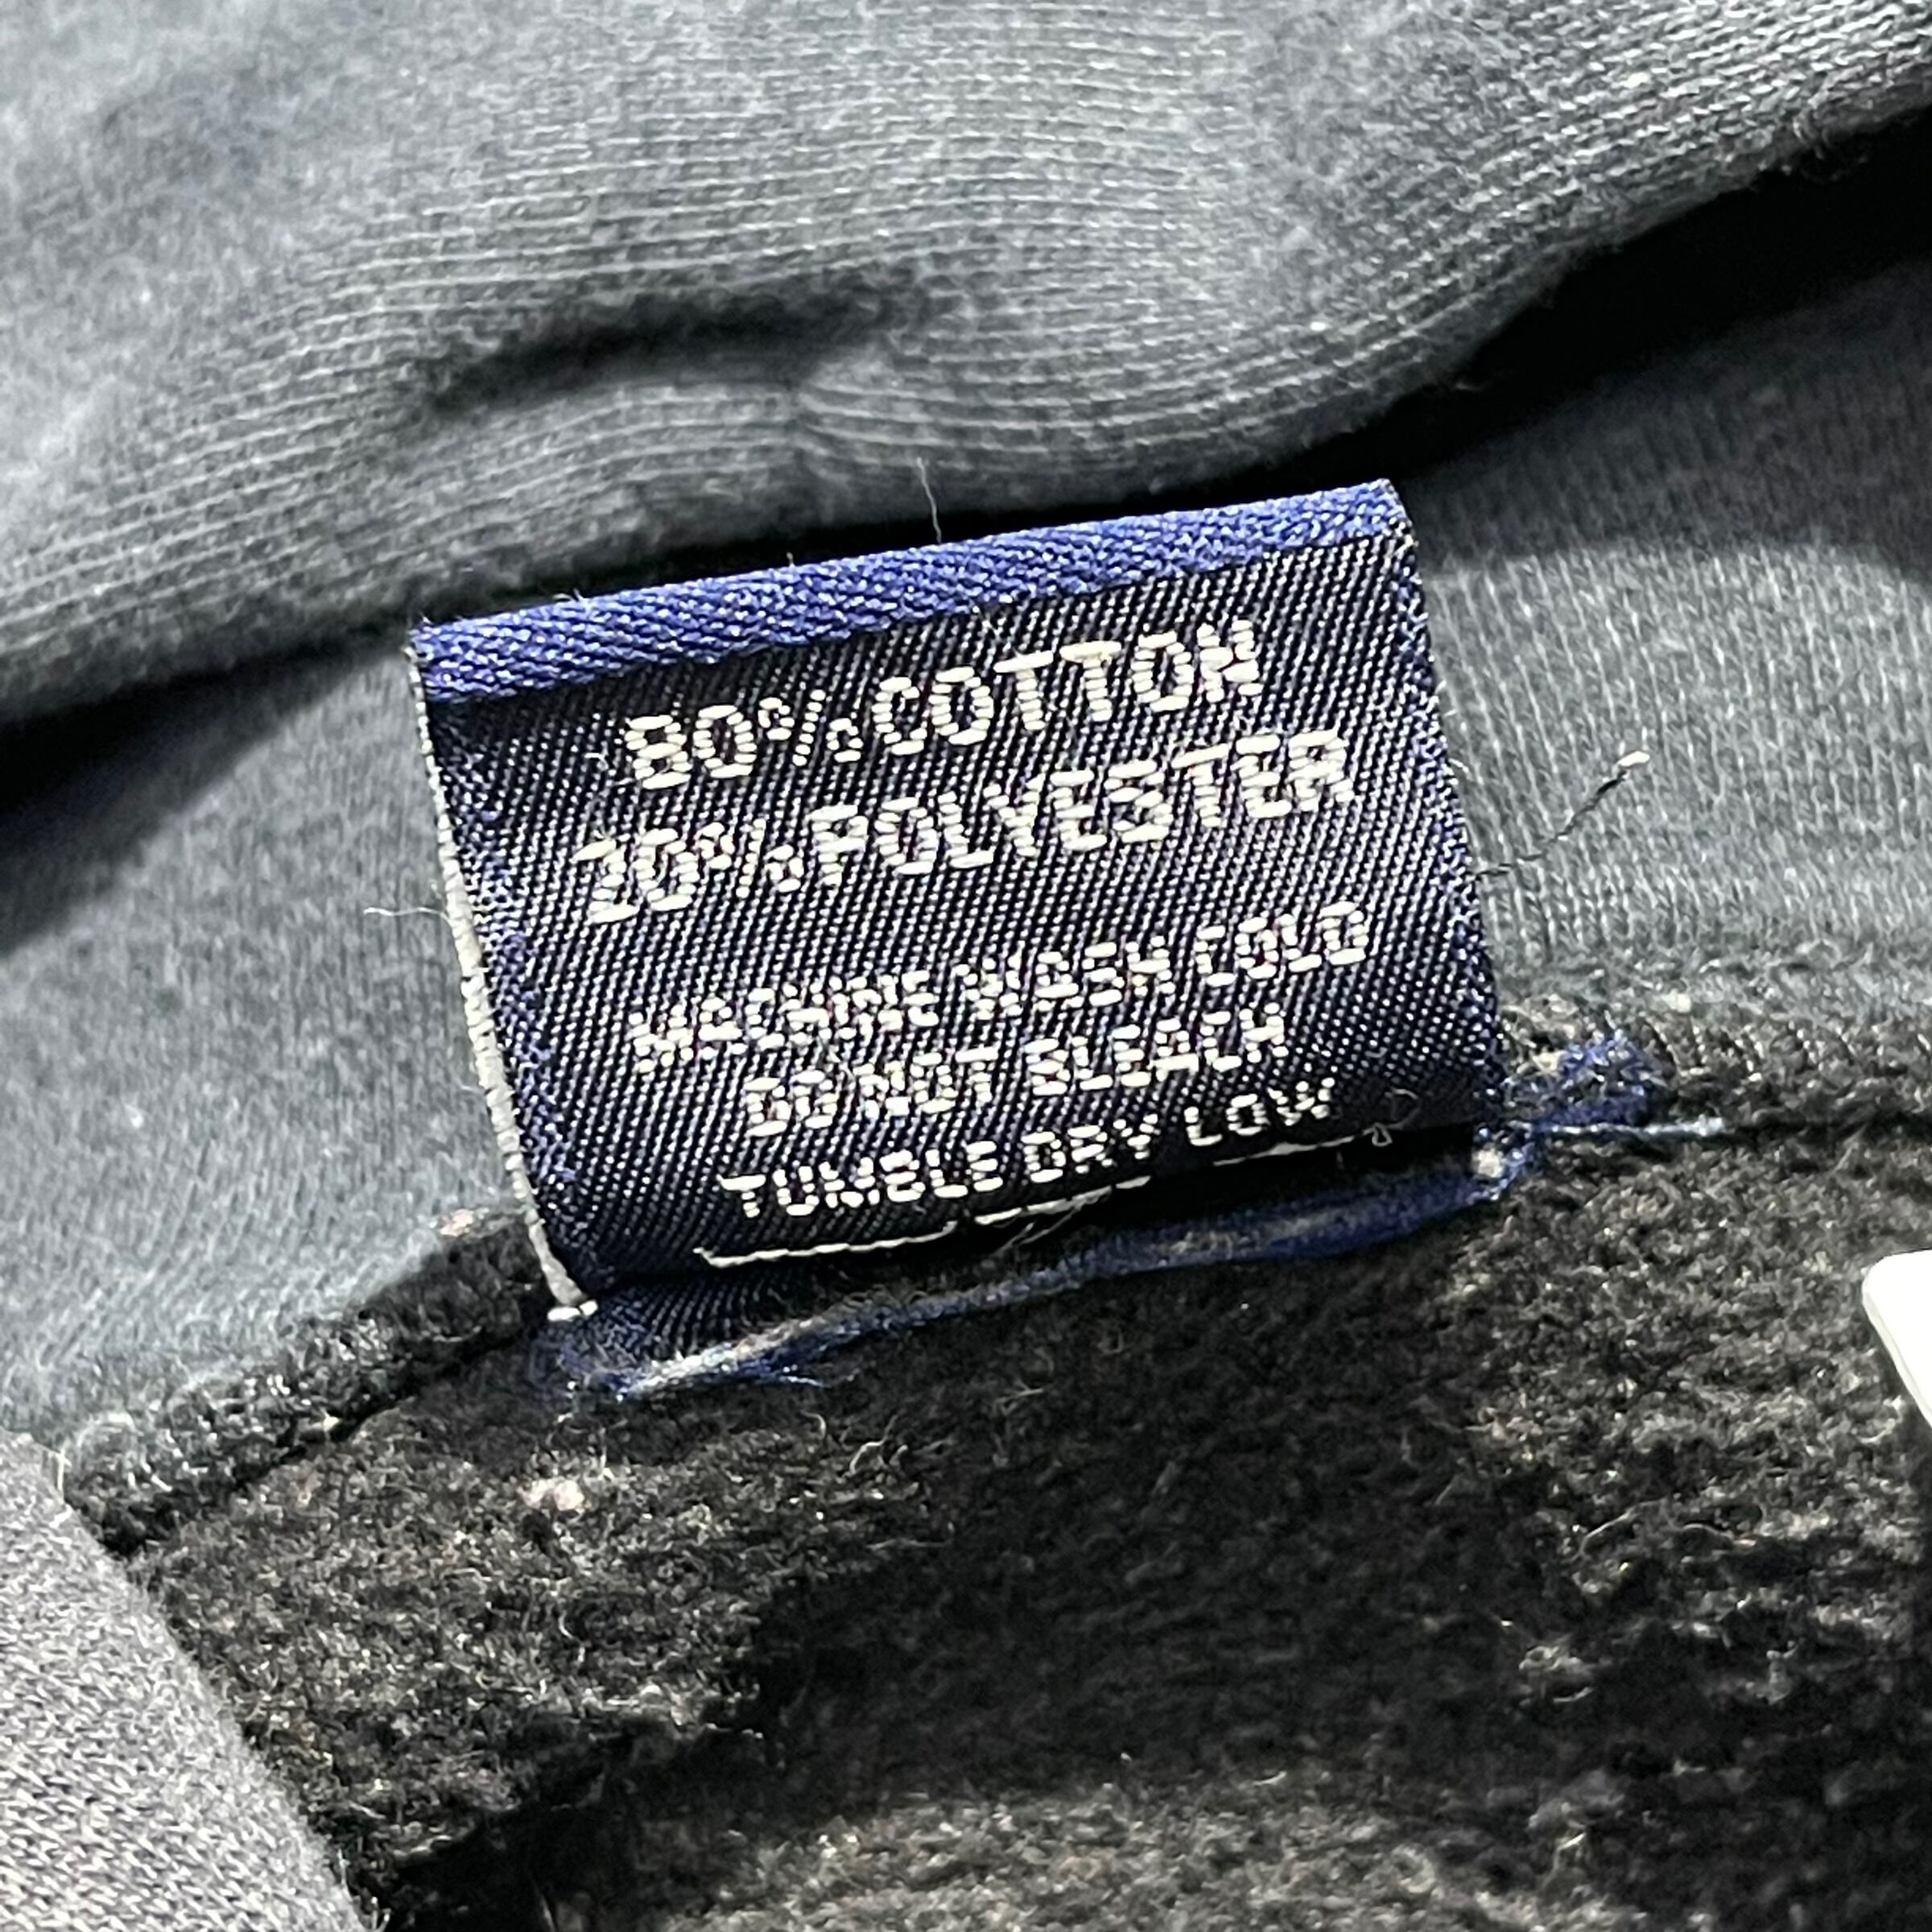 80% COTTON
20% POLYESTER
MACHINE WASH COLD
DO NOT BLEACH
TUMBLE DRY LOW